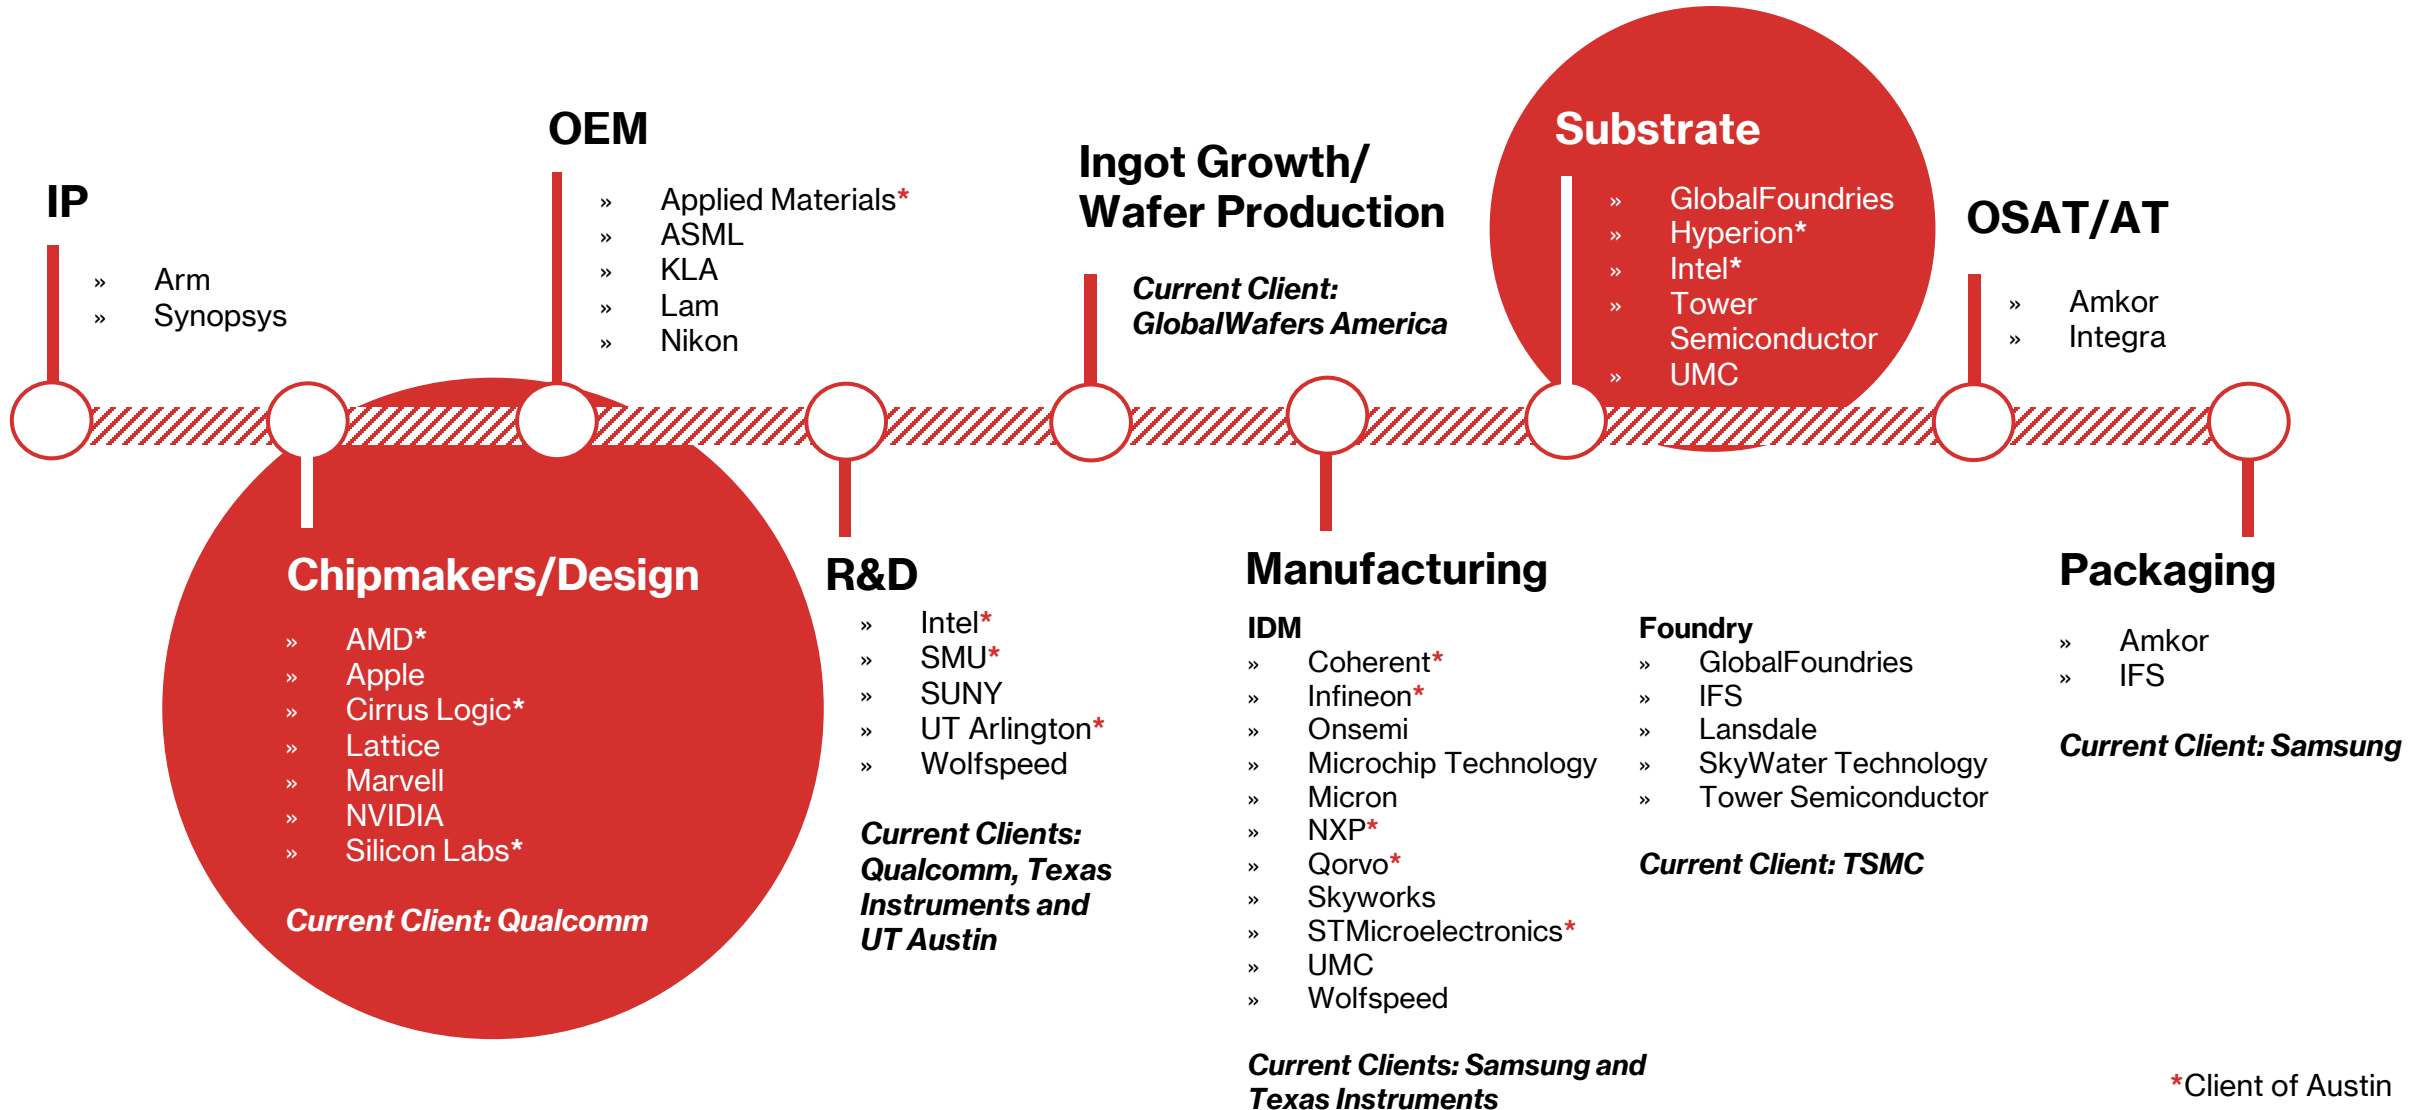 IP
» Arm
» Synopsys
Chipmakers/Design
» AMD*
» Apple
» Cirrus Logic*
» Lattice
» Marvell
» NVIDIA
» Silicon Labs*
Current Client: Qualcomm
OEM
» Applied Materials*
» ASML
» KLA
» Lam
» Nikon
R&D
» Intel*
» SMU*
» SUNY
» UT Arlington*
» Wolfspeed
Current Clients:
Qualcomm, Texas
Instruments and
UT Austin
Ingot Growth/
Wafer Production
Current Client:
GlobalWafers America
Manufacturing
IDM
» Coherent*
» Infineon*
» Onsemi
» Microchip Technology
» Micron
» NXP*
» Qorvo*
» Skyworks
» STMicroelectronics*
» UMC
» Wolfspeed
Current Clients: Samsung and
Texas Instruments
Foundry
» GlobalFoundries
» IFS
» Lansdale
» SkyWater Technology
» Tower Semiconductor
Current Client: TSMC
Substrate
» GlobalFoundries
» Hyperion*
» Intel*
» Tower
Semiconductor
» UMC
OSAT/AT
» Amkor
» Integra
Packaging
» Amkor
» IFS
Current Client: Samsung
*Client of Austin